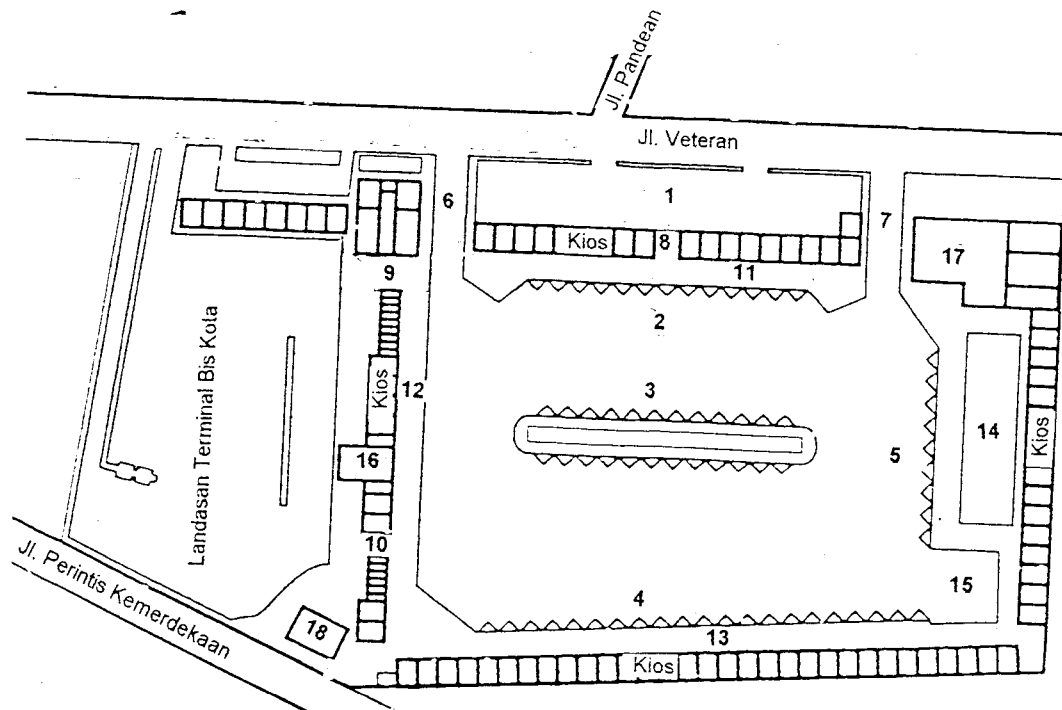 Jl. Pandean
Jl. Veteran
1
6
7
Kios
8
17
9
11
2
Landasan Terminal Bis Kota
Kios
12
3
14
Kios
16
5
10
15
Jl. Perintis Kemerdekaan
18
4
13
Kios